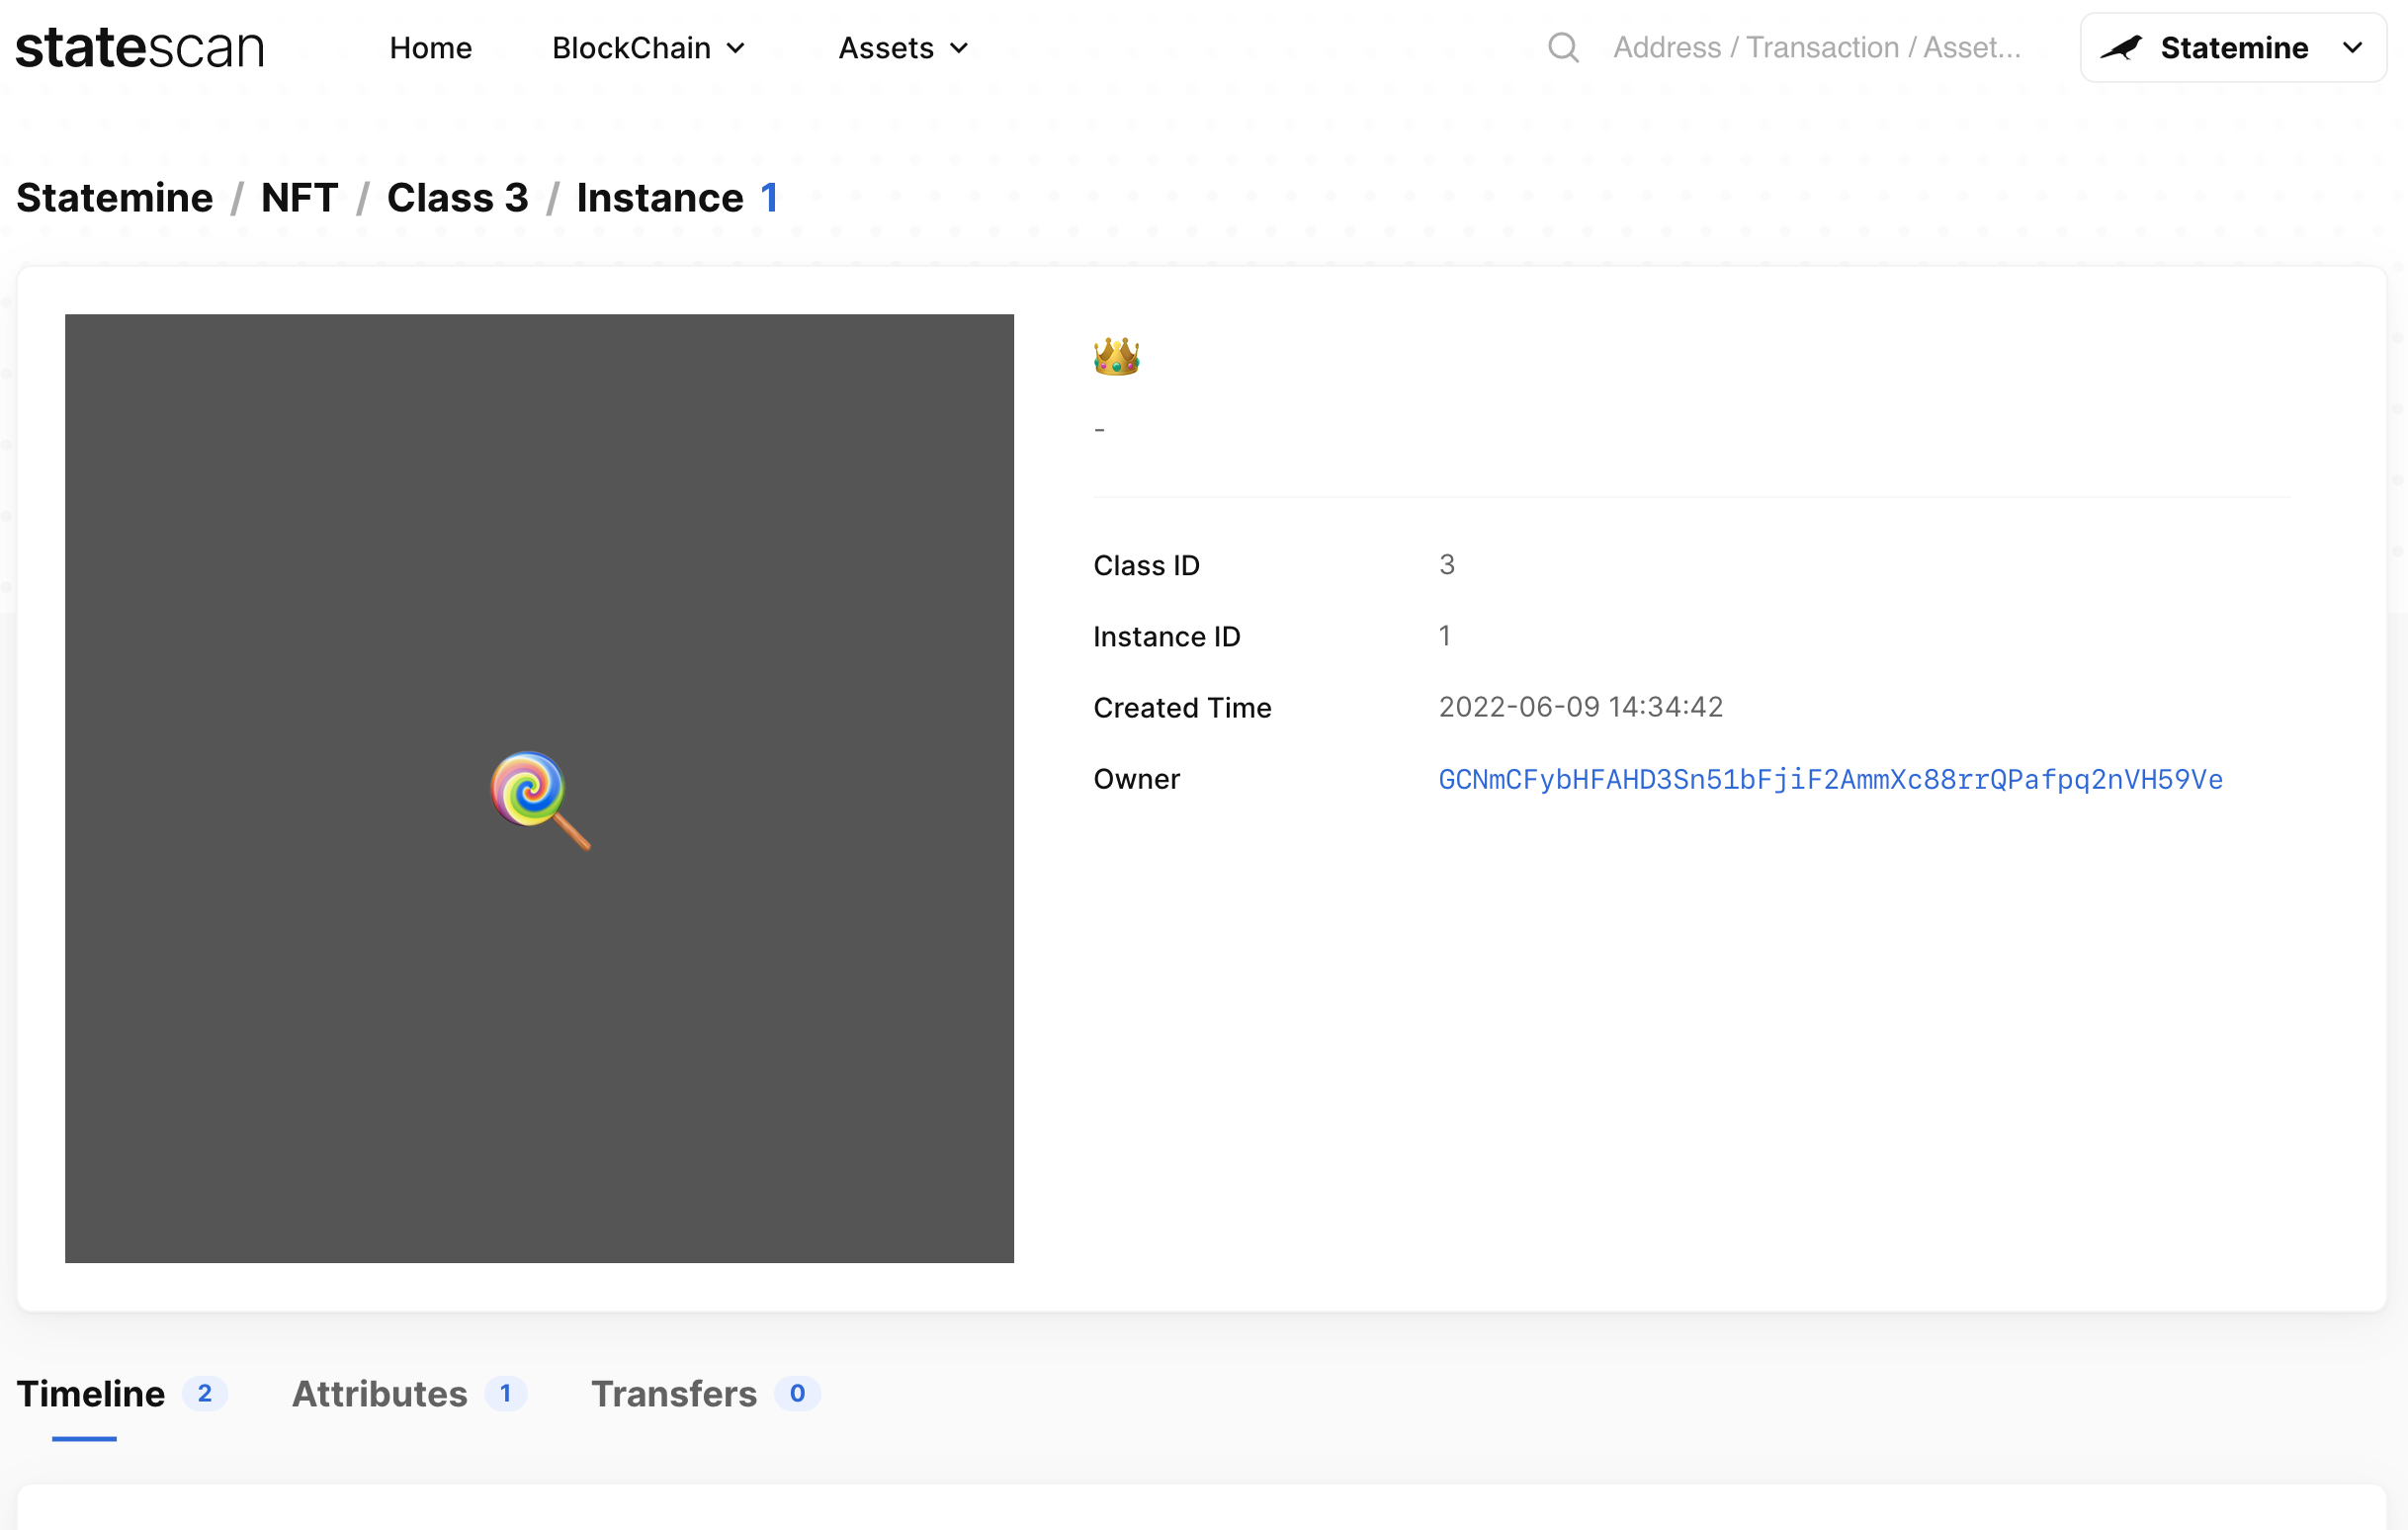 statescan Home BlockChain Assets Address / Transaction / Asset... Statemine
Statemine / NFT / Class 3 / Instance 1
👑
-
Class ID 3
Instance ID 1
Created Time 2022-06-09 14:34:42
Owner GCNmCFybHFAHD3Sn51bFjiF2AmmXc88rrQPafpq2nVH59Ve
Timeline 2 Attributes 1 Transfers 0